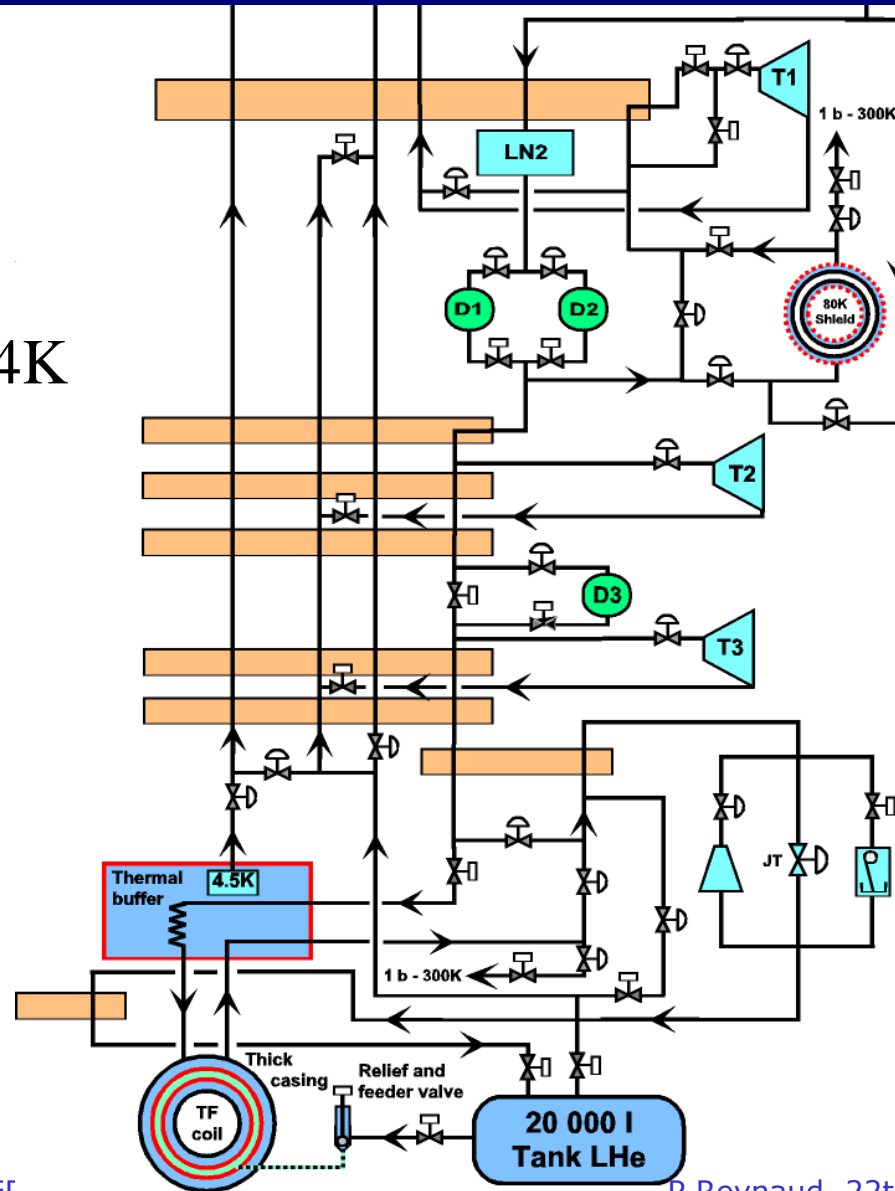 T1
1 b - 300K
LN2
80K
Shield
D1
D2
4K
T2
D3
T3
JT
Thermal
buffer
4.5K
1 b - 300K
Thick
casing
Relief and
feeder valve
TF
coil
20 000 l
Tank LHe